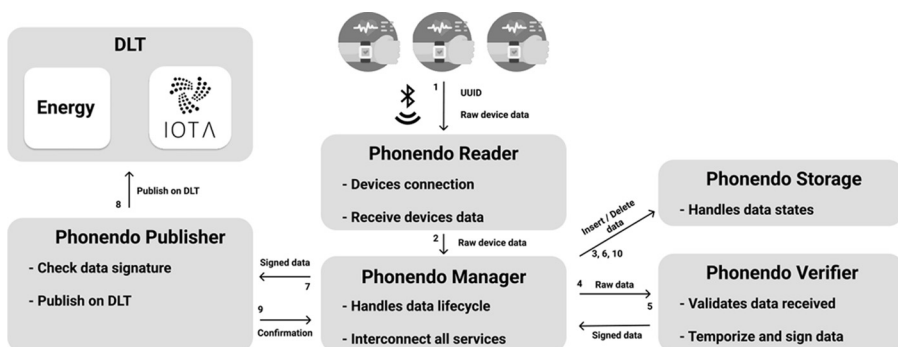 DLT
Energy
IOTA
1
UUID
Raw device data
Phonendo Reader
- Devices connection
- Receive devices data
8
Publish on DLT
2
Raw device data
Phonendo Publisher
- Check data signature
- Publish on DLT
Signed data
7
9
Confirmation
Phonendo Manager
- Handles data lifecycle
- Interconnect all services
Insert / Delete
data
3, 6, 10
Phonendo Storage
- Handles data states
4
Raw data
5
Signed data
Phonendo Verifier
- Validates data received
- Temporize and sign data